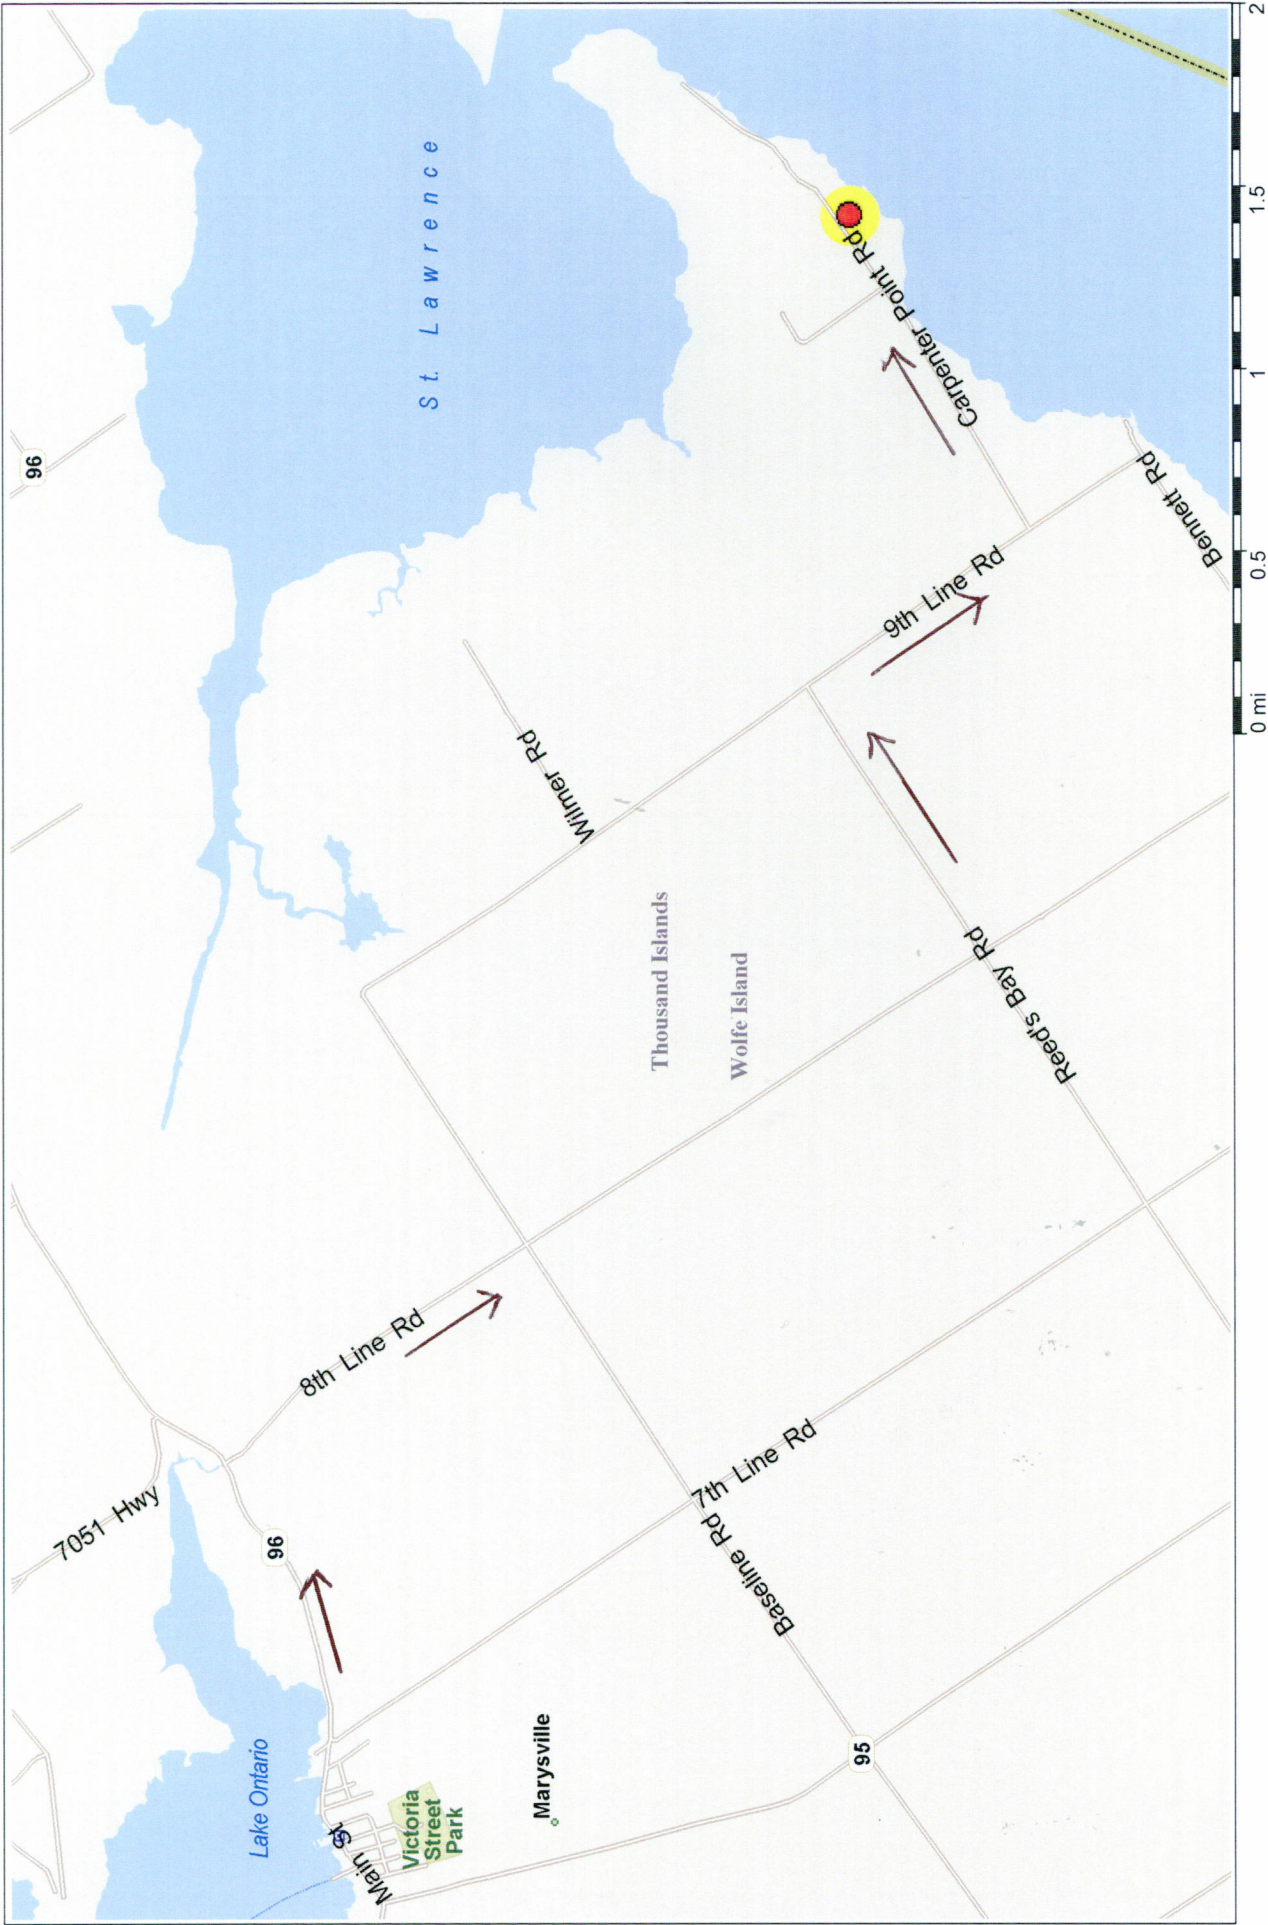 Lake Ontario
Main St
Victoria
Street
Park
Marysville
7051 Hwy
96
8th Line Rd
95
Baseline Rd
7th Line Rd
96
St. Lawrence
Thousand Islands
Wolfe Island
Wilmer Rd
Reed's Bay Rd
9th Line Rd
Carpenter Point Rd
Bennett Rd
0 mi 0.5 1 1.5 2